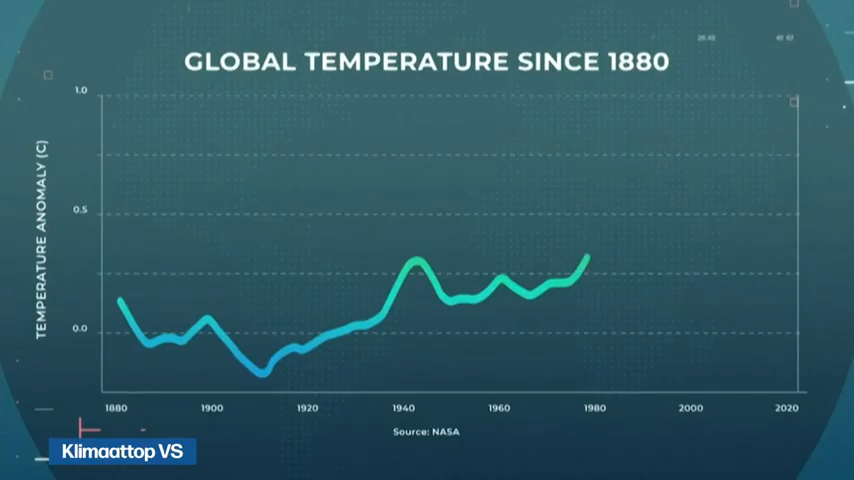 GLOBAL TEMPERATURE SINCE 1880
TEMPERATURE ANOMALY (C)
1.0
0.5
0.0
1880 1900 1920 1940 1960 1980 2000 2020
Source: NASA
Klimaattop VS